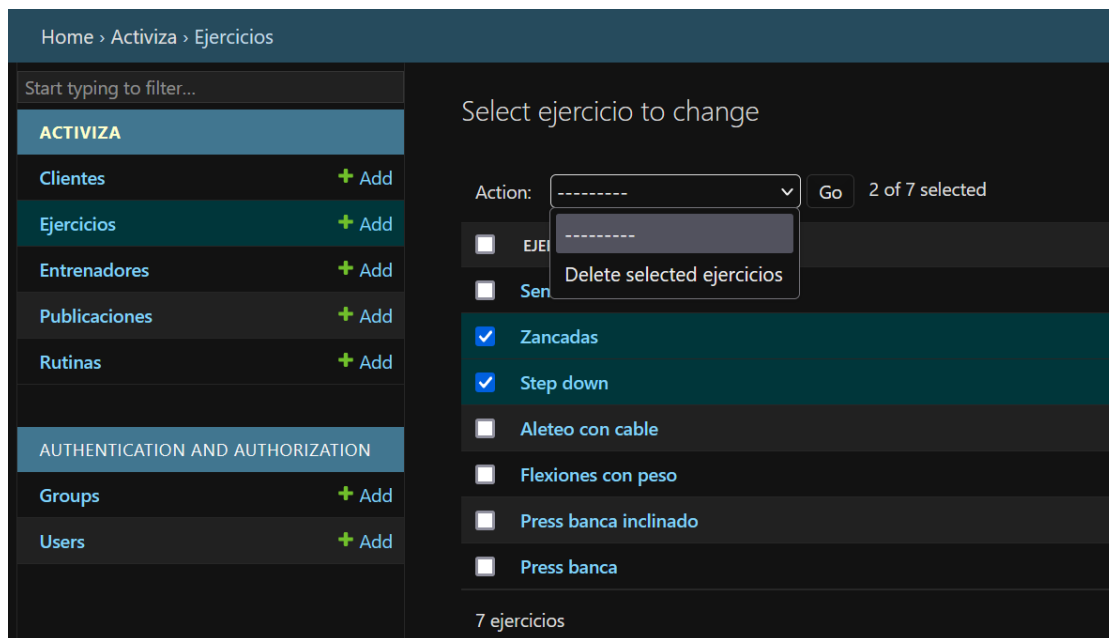 Home › Activiza › Ejercicios
Start typing to filter...
ACTIVIZA
Clientes + Add
Ejercicios + Add
Entrenadores + Add
Publicaciones + Add
Rutinas + Add
AUTHENTICATION AND AUTHORIZATION
Groups + Add
Users + Add
Select ejercicio to change
Action: --------- Go 2 of 7 selected
---------
Delete selected ejercicios
Zancadas
Step down
Aleteo con cable
Flexiones con peso
Press banca inclinado
Press banca
7 ejercicios